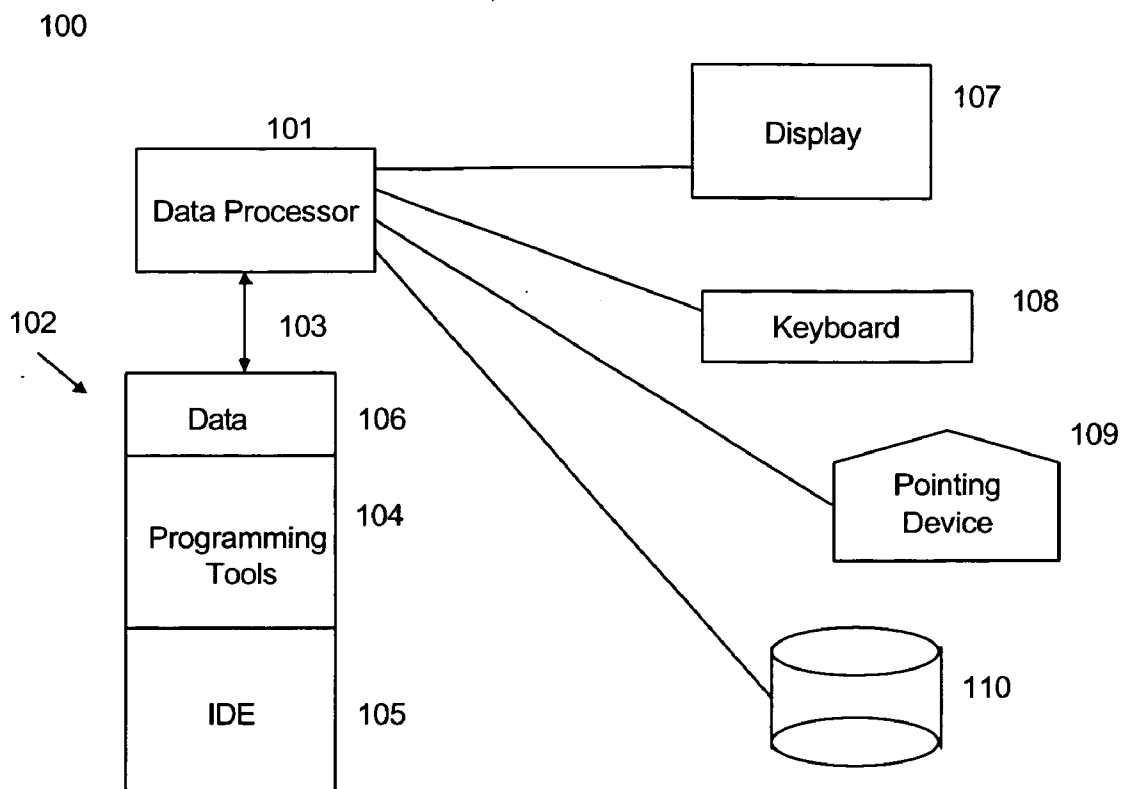 100
107
Display
101
Data Processor
108
Keyboard
102
103
Data
106
109
Pointing
Device
104
Programming
Tools
110
IDE
105